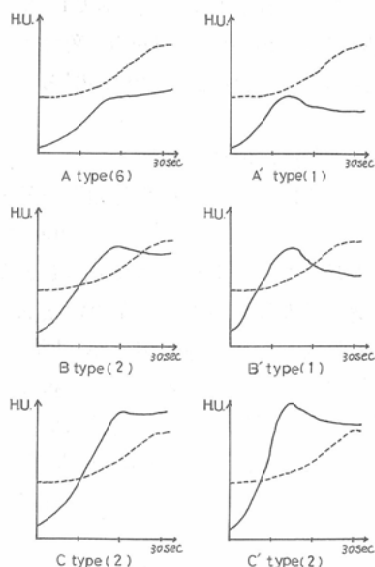 H.U. H.U.
30sec 30sec
A type(6) A' type(1)
H.U. H.U.
30sec 30sec
B type(2) B' type(1)
H.U. H.U.
30sec 30sec
C type(2) C' type(2)